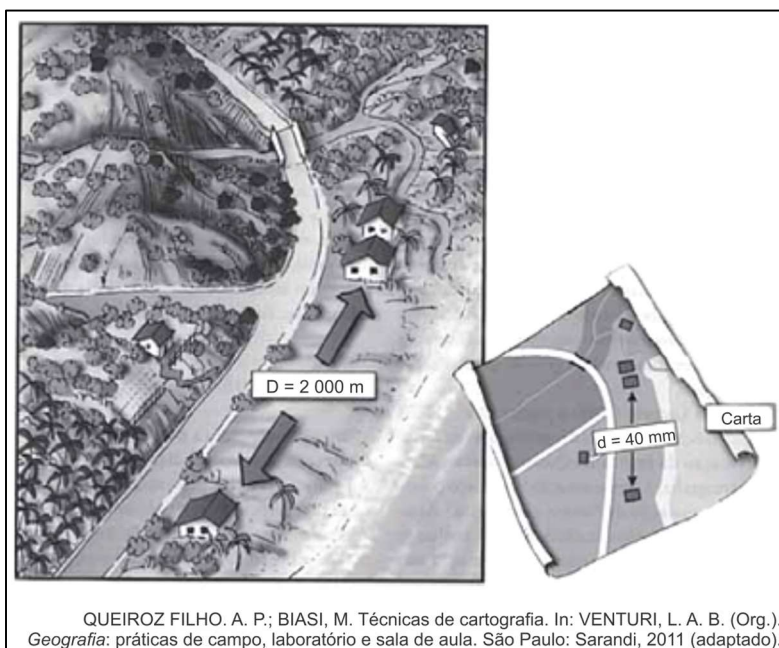 D = 2 000 m
Carta
d = 40 mm
QUEIROZ FILHO. A. P.; BIASI, M. Técnicas de cartografia. In: VENTURI, L. A. B. (Org.).
Geografia: práticas de campo, laboratório e sala de aula. São Paulo: Sarandi, 2011 (adaptado).